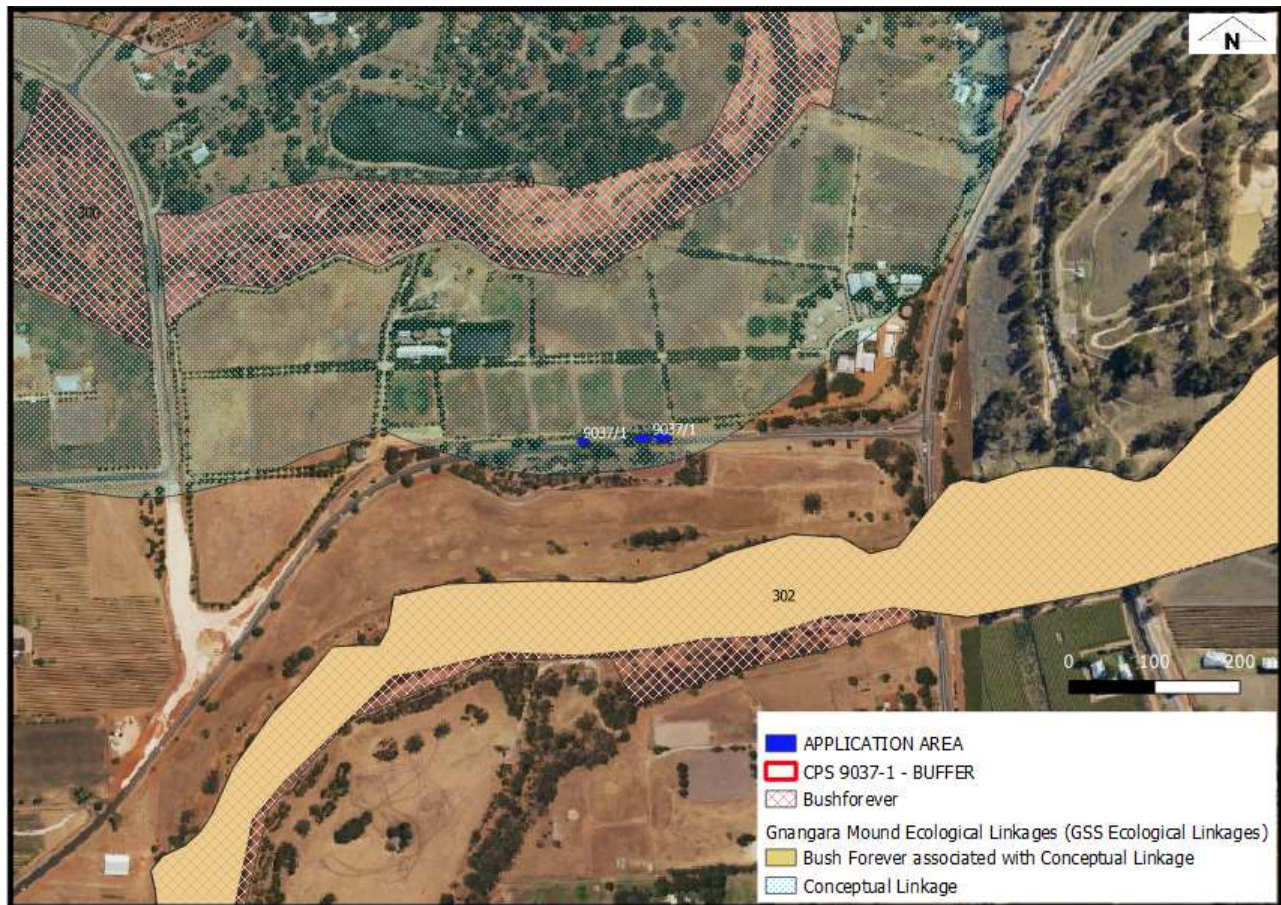 N
300
300
9037/1 9037/1
302
0 100 200 m
APPLICATION AREA
CPS 9037-1 - BUFFER
Bushforever
Gnangara Mound Ecological Linkages (GSS Ecological Linkages)
Bush Forever associated with Conceptual Linkage
Conceptual Linkage